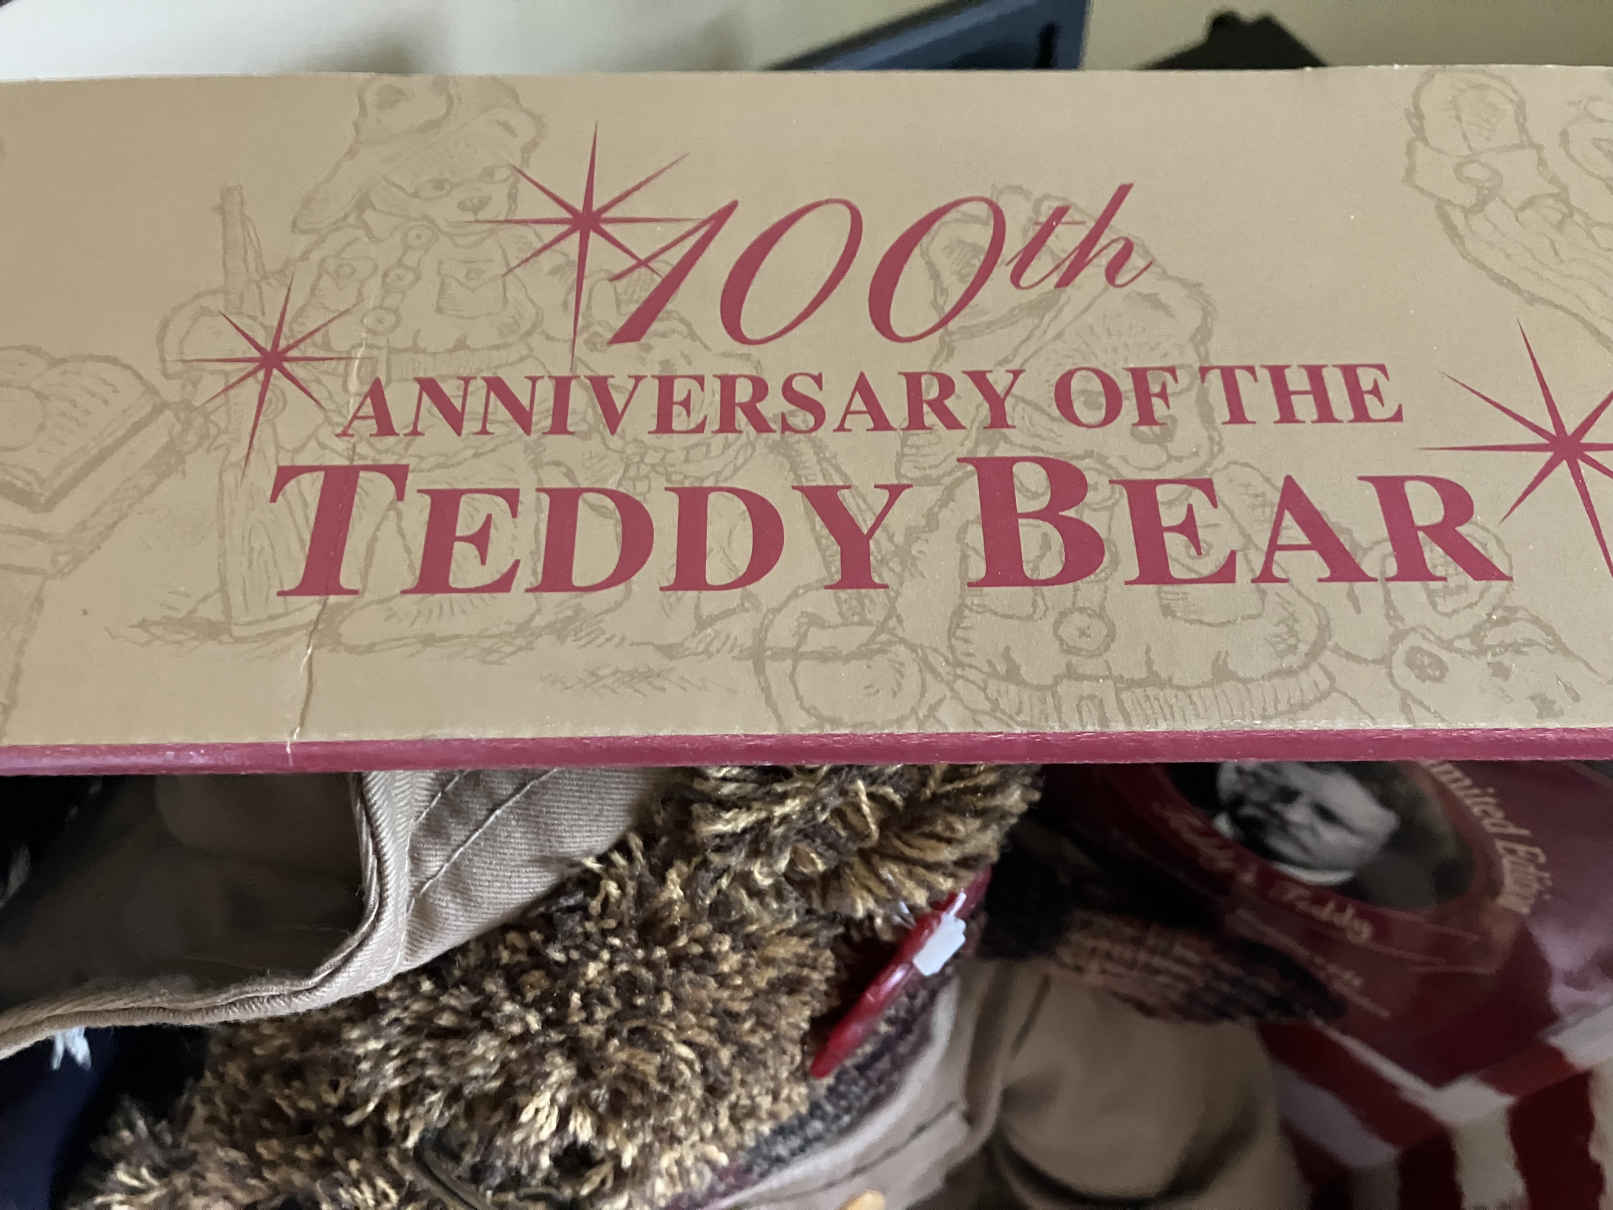 100th
ANNIVERSARY OF THE
TEDDY BEAR
Limited Edition
Teddy